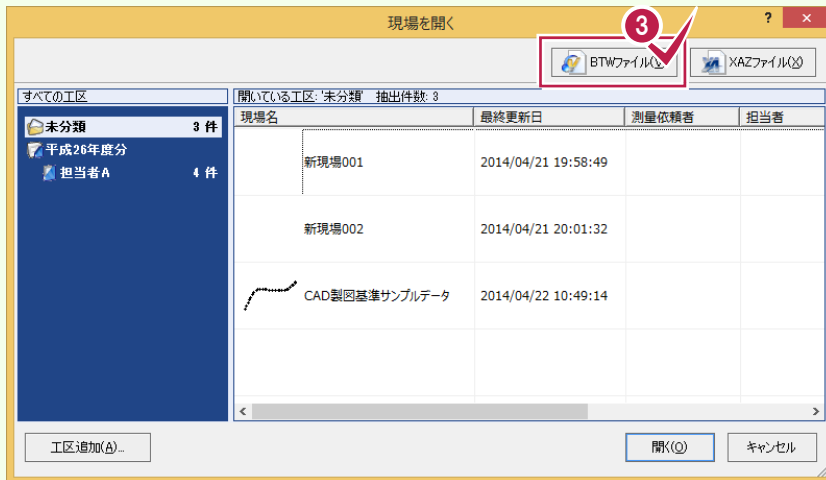 現場を開く
?
×
3
BTWファイル(
XAZファイル(X)
すべての工区
開いている工区: '未分類' 抽出件数: 3
未分類 3 件
平成26年度分
担当者A 4 件
現場名 最終更新日 測量依頼者 担当者
新現場001 2014/04/21 19:58:49
新現場002 2014/04/21 20:01:32
CAD製図基準サンプルデータ 2014/04/22 10:49:14
工区追加(A)...
開く(O)
キャンセル